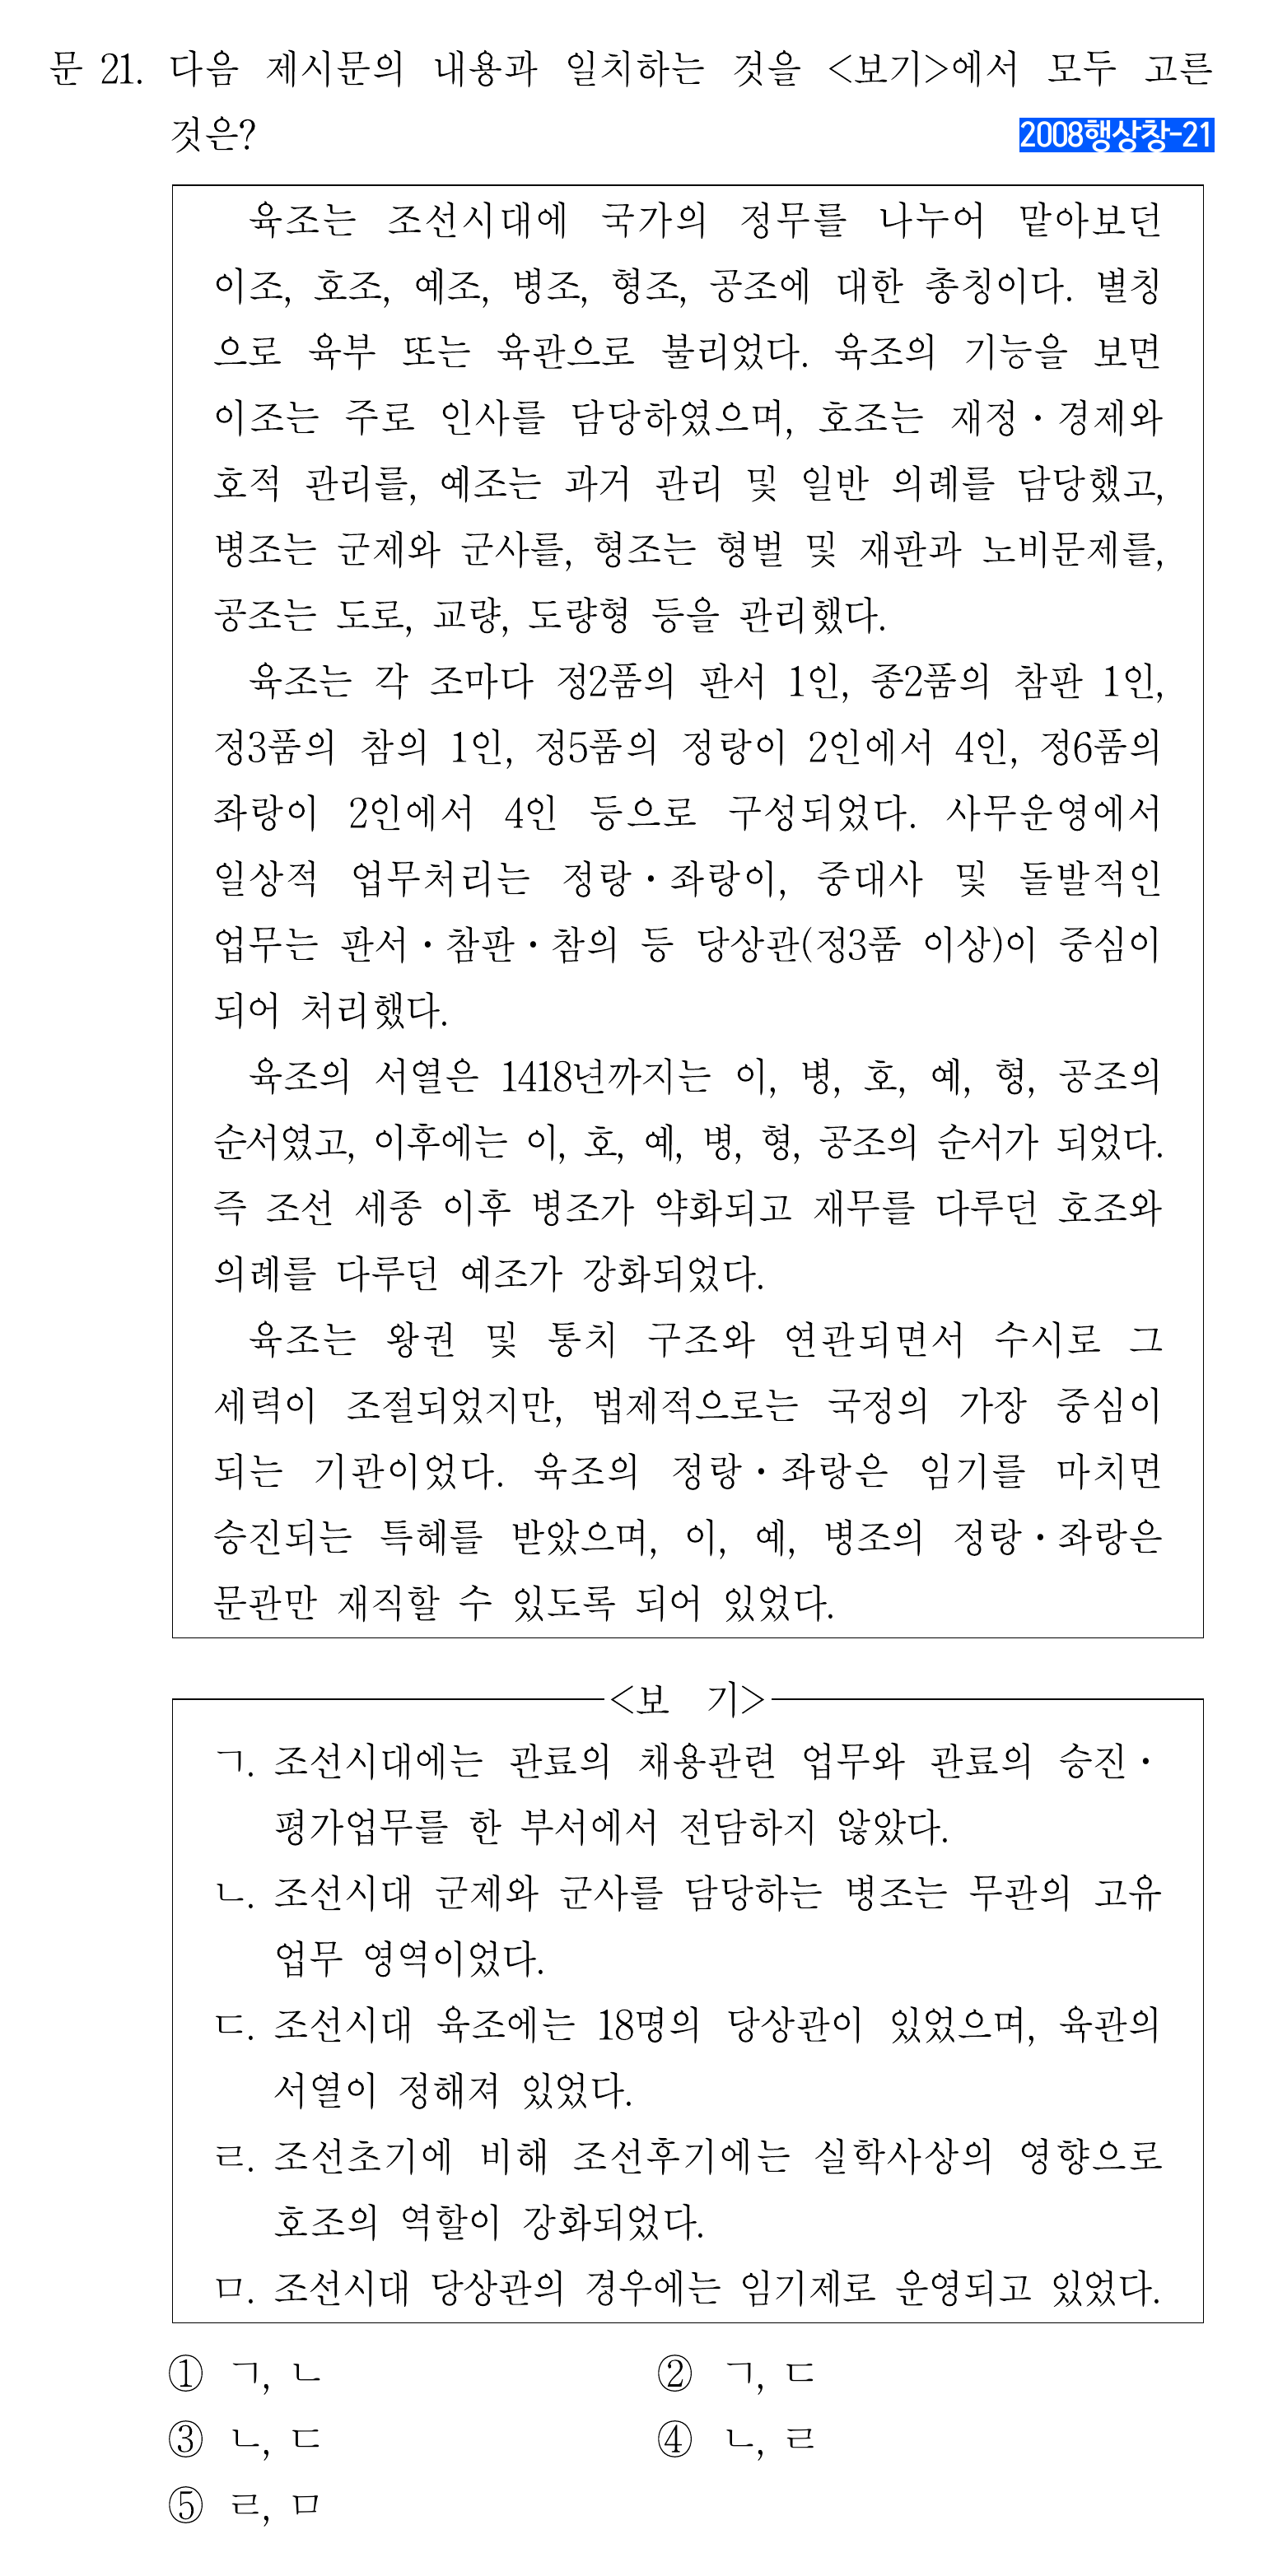 문 21. 다음 제시문의 내용과 일치하는 것을 <보기>에서 모두 고른
것은?
2008행상창-21
육조는 조선시대에 국가의 정무를 나누어 맡아보던
이조, 호조, 예조, 병조, 형조, 공조에 대한 총칭이다. 별칭
으로 육부 또는 육관으로 불리었다. 육조의 기능을 보면
이조는 주로 인사를 담당하였으며, 호조는 재정・경제와
호적 관리를, 예조는 과거 관리 및 일반 의례를 담당했고,
병조는 군제와 군사를, 형조는 형벌 및 재판과 노비문제를,
공조는 도로, 교량, 도량형 등을 관리했다.
육조는 각 조마다 정2품의 판서 1인, 종2품의 참판 1인,
정3품의 참의 1인, 정5품의 정랑이 2인에서 4인, 정6품의
좌랑이 2인에서 4인 등으로 구성되었다. 사무운영에서
일상적 업무처리는 정랑・좌랑이, 중대사 및 돌발적인
업무는 판서・참판・참의 등 당상관(정3품 이상)이 중심이
되어 처리했다.
육조의 서열은 1418년까지는 이, 병, 호, 예, 형, 공조의
순서였고, 이후에는 이, 호, 예, 병, 형, 공조의 순서가 되었다.
즉 조선 세종 이후 병조가 약화되고 재무를 다루던 호조와
의례를 다루던 예조가 강화되었다.
육조는 왕권 및 통치 구조와 연관되면서 수시로 그
세력이 조절되었지만, 법제적으로는 국정의 가장 중심이
되는 기관이었다. 육조의 정랑・좌랑은 임기를 마치면
승진되는 특혜를 받았으며, 이, 예, 병조의 정랑・좌랑은
문관만 재직할 수 있도록 되어 있었다.
<보 기>
ㄱ. 조선시대에는 관료의 채용관련 업무와 관료의 승진・
평가업무를 한 부서에서 전담하지 않았다.
ㄴ. 조선시대 군제와 군사를 담당하는 병조는 무관의 고유
업무 영역이었다.
ㄷ. 조선시대 육조에는 18명의 당상관이 있었으며, 육관의
서열이 정해져 있었다.
ㄹ. 조선초기에 비해 조선후기에는 실학사상의 영향으로
호조의 역할이 강화되었다.
ㅁ. 조선시대 당상관의 경우에는 임기제로 운영되고 있었다.
① ㄱ, ㄴ ② ㄱ, ㄷ
③ ㄴ, ㄷ ④ ㄴ, ㄹ
⑤ ㄹ, ㅁ